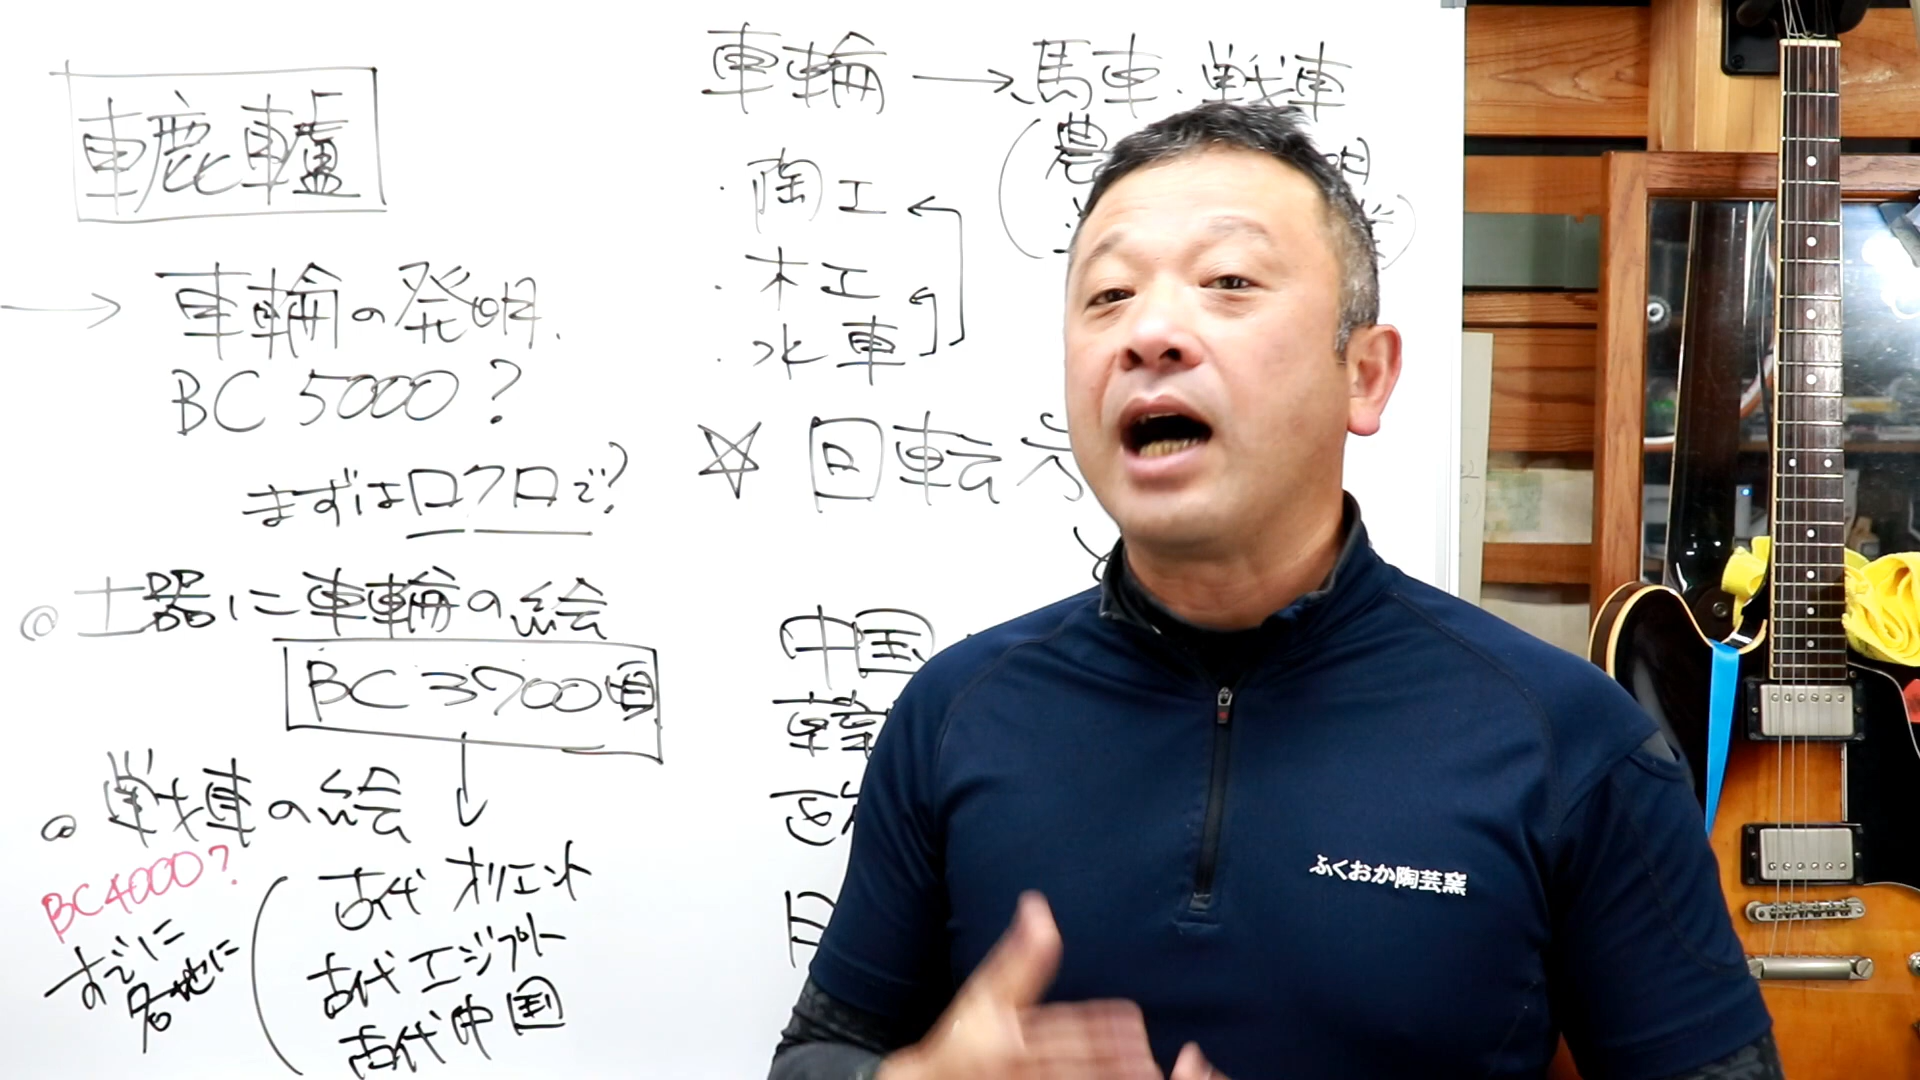 轆轤
→ 車輪の発明.
BC 5000?
まずはロクロで?
◎ 土器に車輪の絵
BC 3700頃
◎ 戦車の絵
BC4000?
すでに
各地に
古代オリエント
古代エジプト
古代中国
車輪 → 馬車・戦車
(農
・陶工
・木工
・水車
☆ 回転
中国
ふくおか陶芸窯